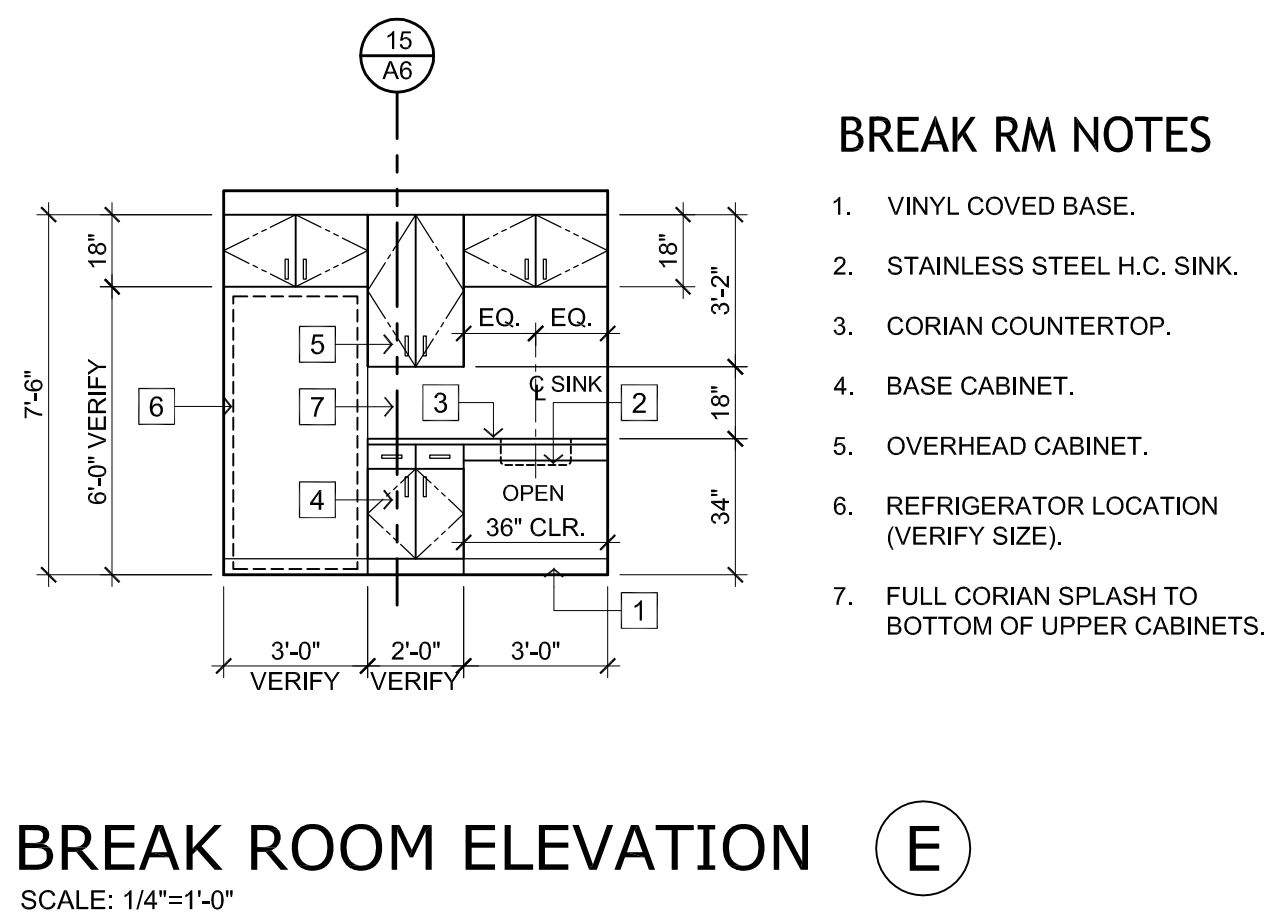 15
A6
BREAK RM NOTES
1. VINYL COVED BASE.
2. STAINLESS STEEL H.C. SINK.
3. CORIAN COUNTERTOP.
4. BASE CABINET.
5. OVERHEAD CABINET.
6. REFRIGERATOR LOCATION
(VERIFY SIZE).
7. FULL CORIAN SPLASH TO
BOTTOM OF UPPER CABINETS.
7'-6"
18"
6'-0" VERIFY
18"
3'-2"
18"
34"
EQ. EQ.
5
6
7
3
CL SINK
2
4
OPEN
36" CLR.
1
3'-0" 2'-0" 3'-0"
VERIFY VERIFY
BREAK ROOM ELEVATION E
SCALE: 1/4"=1'-0"